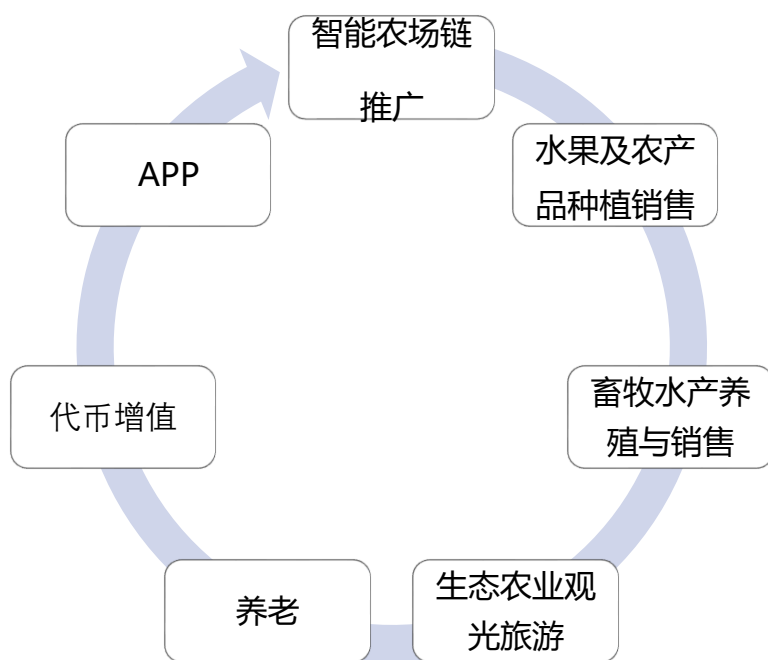 智能农场链
推广
水果及农产
品种植销售
畜牧水产养
殖与销售
生态农业观
光旅游
养老
代币增值
APP